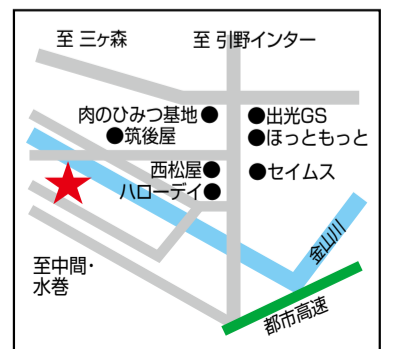 至 三ヶ森
至 引野インター
肉のひみつ基地●
●出光GS
●筑後屋
●ほっともっと
西松屋●
●セイムス
ハローデイ●
金山川
至中間・
水巻
都市高速